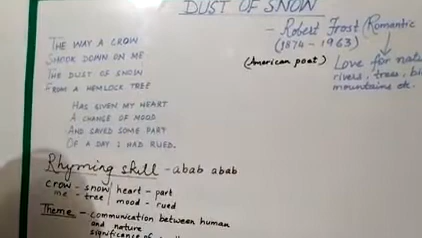 DUST OF SNOW
- Robert Frost (Romantic
(1874 - 1963)
(American poet)
Love for natu
rivers, trees, bi
mountains etc.
THE WAY A CROW
SHOOK DOWN ON ME
THE DUST OF SNOW
FROM A HEMLOCK TREE
HAS GIVEN MY HEART
A CHANGE OF MOOD
AND SAVED SOME PART
OF A DAY I HAD RUED.
Rhyming skill - abab abab
crow - snow heart - part
me - tree mood - rued
Theme - communication between human
and nature
significance of